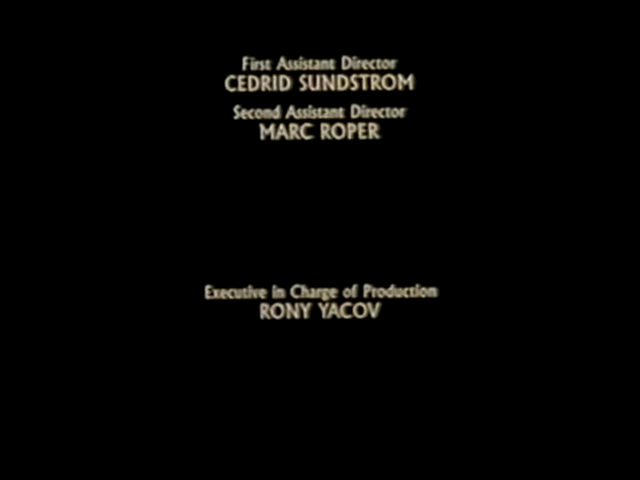 First Assistant Director
CEDRID SUNDSTROM
Second Assistant Director
MARC ROPER
Executive in Charge of Production
RONY YACOV